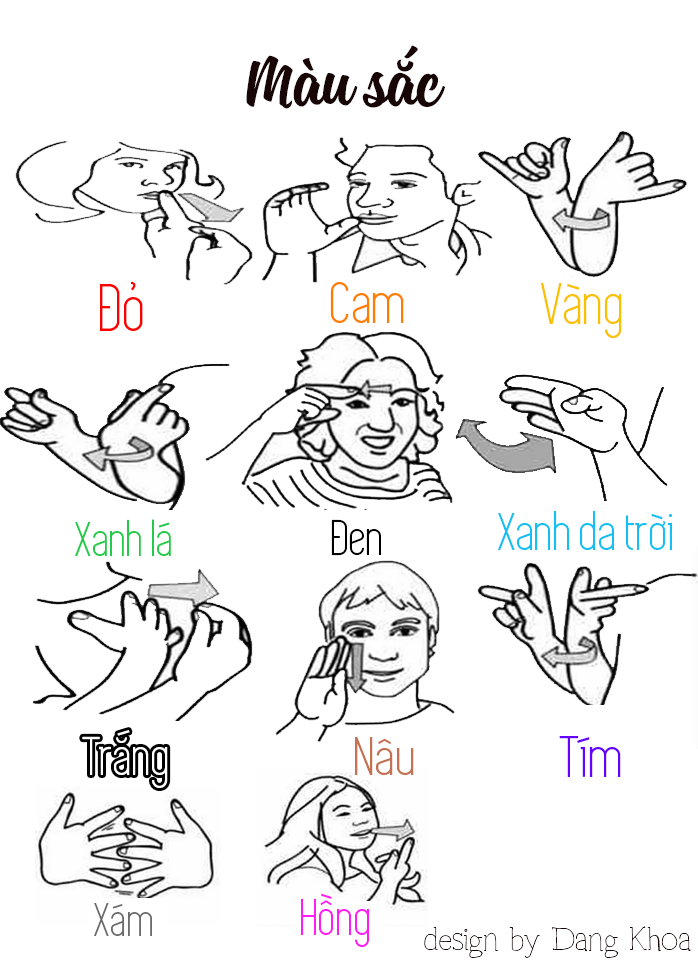 Màu sắc
Đỏ
Cam
Vàng
Xanh lá
Đen
Xanh da trời
Trắng
Nâu
Tím
Xám
Hồng
design by Dang Khoa